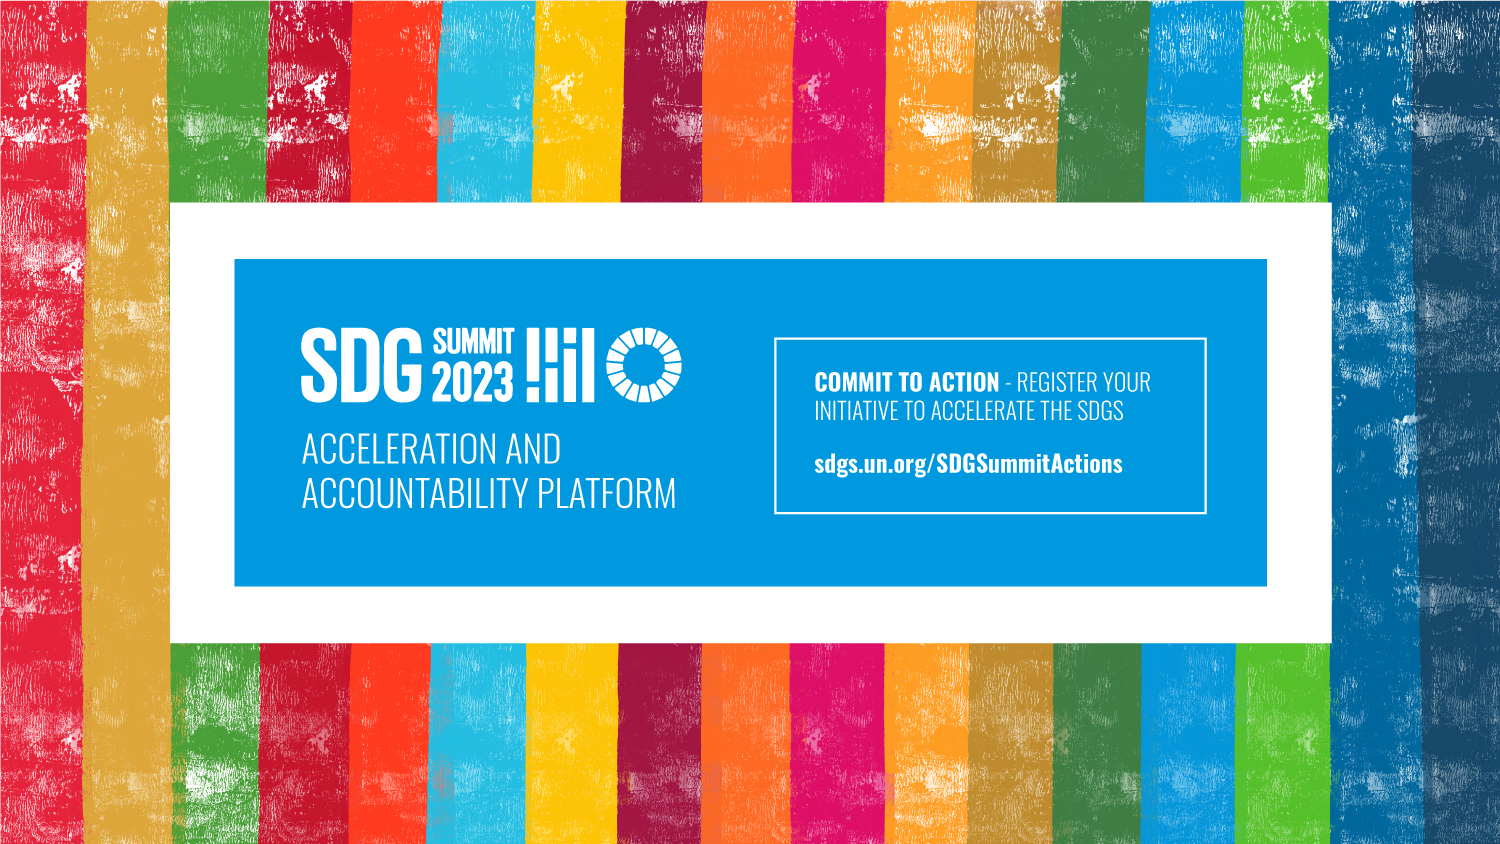 SDG SUMMIT 2023
ACCELERATION AND
ACCOUNTABILITY PLATFORM
COMMIT TO ACTION - REGISTER YOUR
INITIATIVE TO ACCELERATE THE SDGS
sdgs.un.org/SDGSummitActions